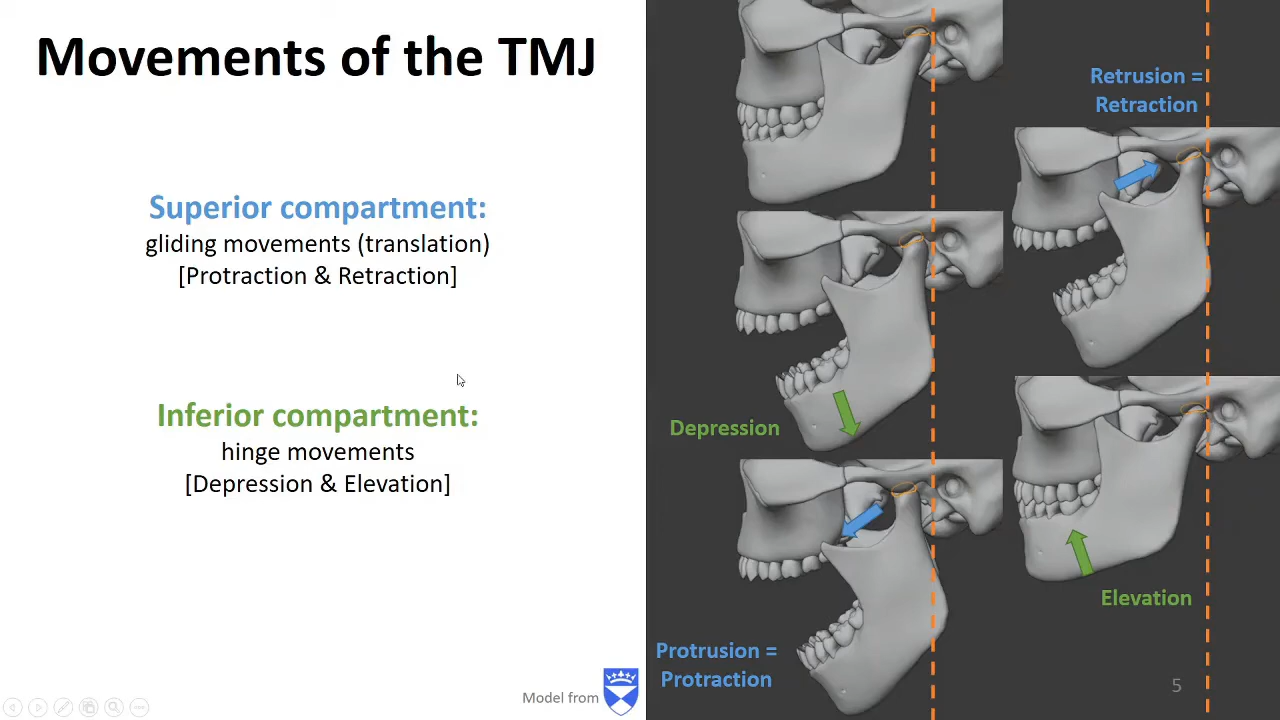 Movements of the TMJ
Superior compartment:
gliding movements (translation)
[Protraction & Retraction]
Inferior compartment:
hinge movements
[Depression & Elevation]
Model from
Depression
Protrusion =
Protraction
Retrusion =
Retraction
Elevation
5